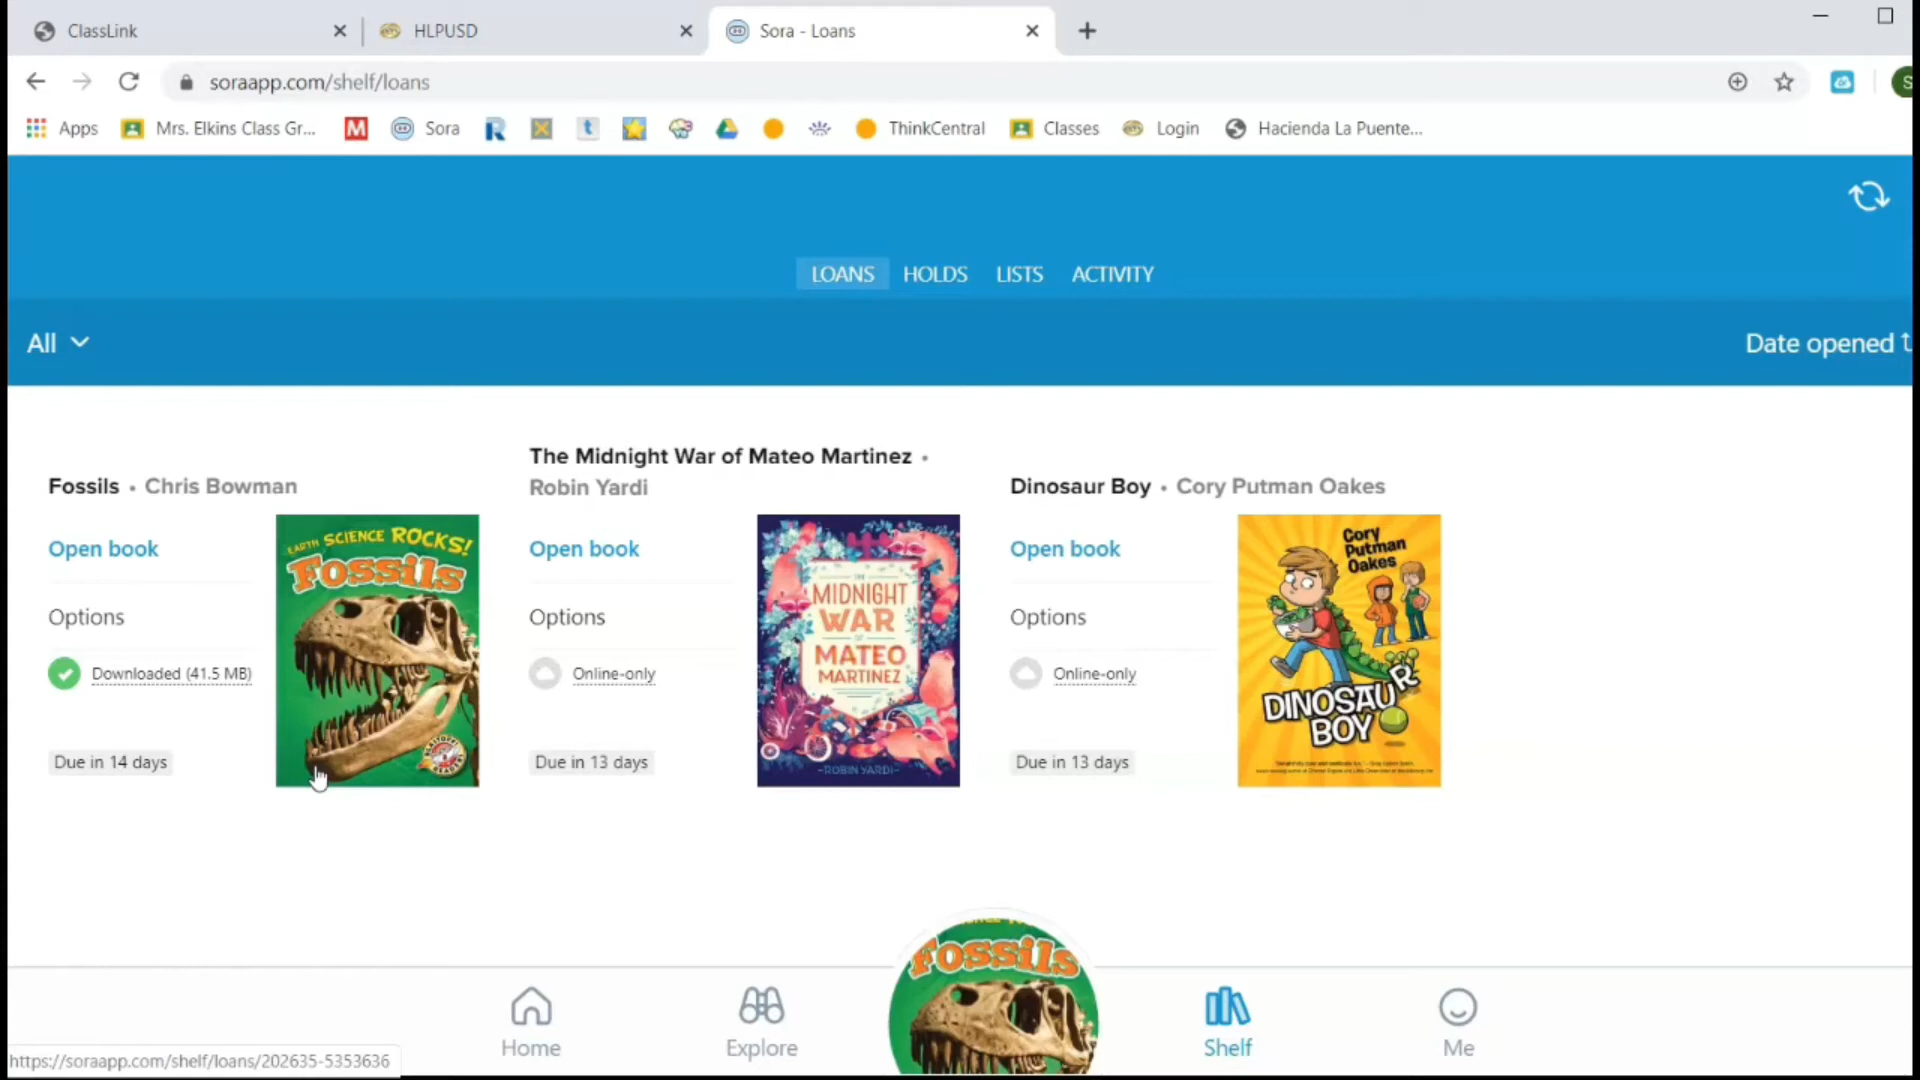 ClassLink
HLPUSD
Sora - Loans
soraapp.com/shelf/loans
S
Apps
Mrs. Elkins Class Gr...
M
Sora
R
t
ThinkCentral
Classes
Login
Hacienda La Puente...
LOANS
HOLDS
LISTS
ACTIVITY
All
Date opened
Fossils • Chris Bowman
Open book
Options
Downloaded (41.5 MB)
Due in 14 days
EARTH SCIENCE ROCKS!
Fossils
The Midnight War of Mateo Martinez •
Robin Yardi
Open book
Options
Online-only
Due in 13 days
THE
MIDNIGHT
WAR
OF
MATEO
MARTINEZ
-ROBIN YARDI-
Dinosaur Boy • Cory Putman Oakes
Open book
Options
Online-only
Due in 13 days
Cory
Putman
Oakes
DINOSAUR
BOY
Fossils
Home
Explore
Shelf
Me
https://soraapp.com/shelf/loans/202635-5353636